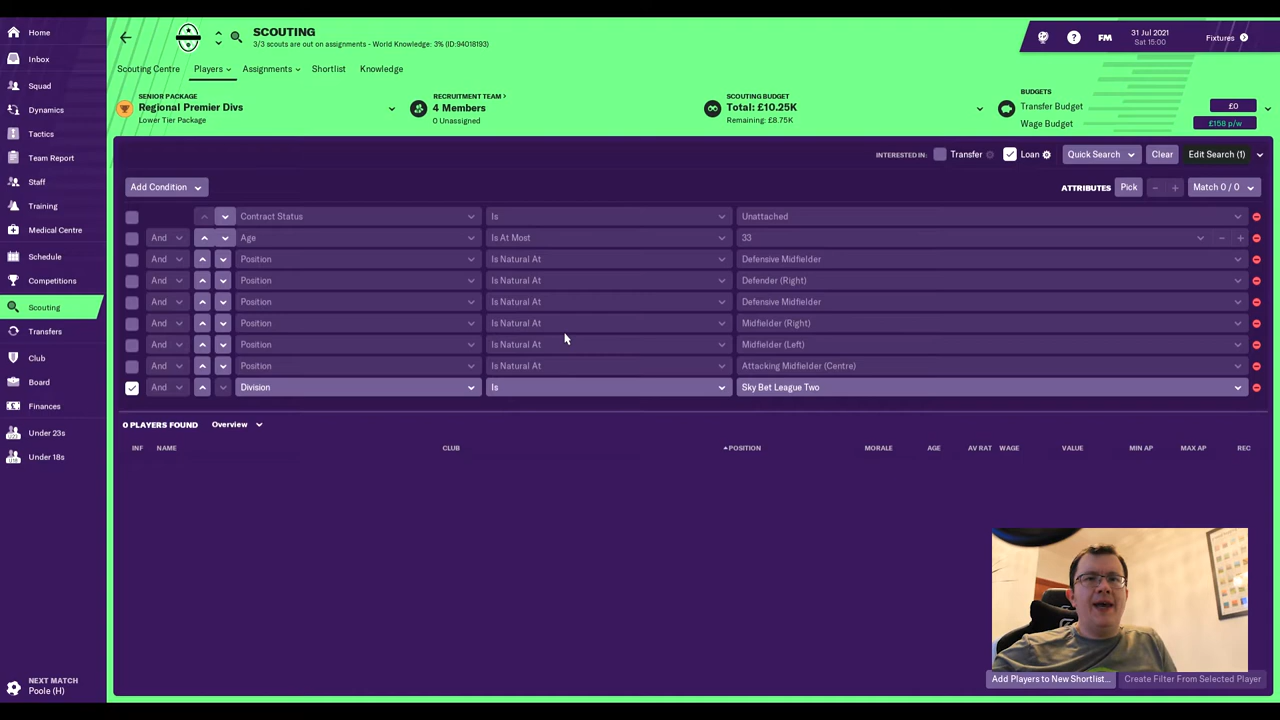 Home
Inbox
Squad
Dynamics
Tactics
Team Report
Staff
Training
Medical Centre
Schedule
Competitions
Scouting
Transfers
Club
Board
Finances
Under 23s
Under 18s
NEXT MATCH
Poole (H)
SCOUTING
3/3 scouts are out on assignments - World Knowledge: 3% (ID:94018193)
FM
31 Jul 2021
Sat 15:00
Fixtures
Scouting Centre Players Assignments Shortlist Knowledge
SENIOR PACKAGE
Regional Premier Divs
Lower Tier Package
RECRUITMENT TEAM >
4 Members
0 Unassigned
SCOUTING BUDGET
Total: £10.25K
Remaining: £8.75K
BUDGETS
Transfer Budget £0
Wage Budget £158 p/w
INTERESTED IN: Transfer Loan Quick Search Clear Edit Search (1)
Add Condition ATTRIBUTES Pick − + Match 0 / 0
Contract Status Is Unattached
And Age Is At Most 33 − +
And Position Is Natural At Defensive Midfielder
And Position Is Natural At Defender (Right)
And Position Is Natural At Defensive Midfielder
And Position Is Natural At Midfielder (Right)
And Position Is Natural At Midfielder (Left)
And Position Is Natural At Attacking Midfielder (Centre)
And Division Is Sky Bet League Two
0 PLAYERS FOUND Overview
INF NAME CLUB POSITION MORALE AGE AV RAT WAGE VALUE MIN AP MAX AP REC
Add Players to New Shortlist... Create Filter From Selected Player